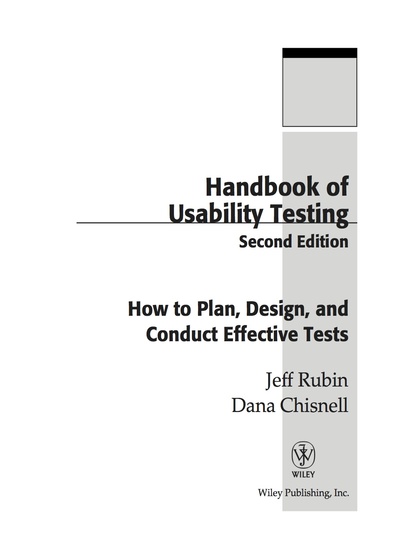 Handbook of
Usability Testing
Second Edition
How to Plan, Design, and
Conduct Effective Tests
Jeff Rubin
Dana Chisnell
WILEY
Wiley Publishing, Inc.